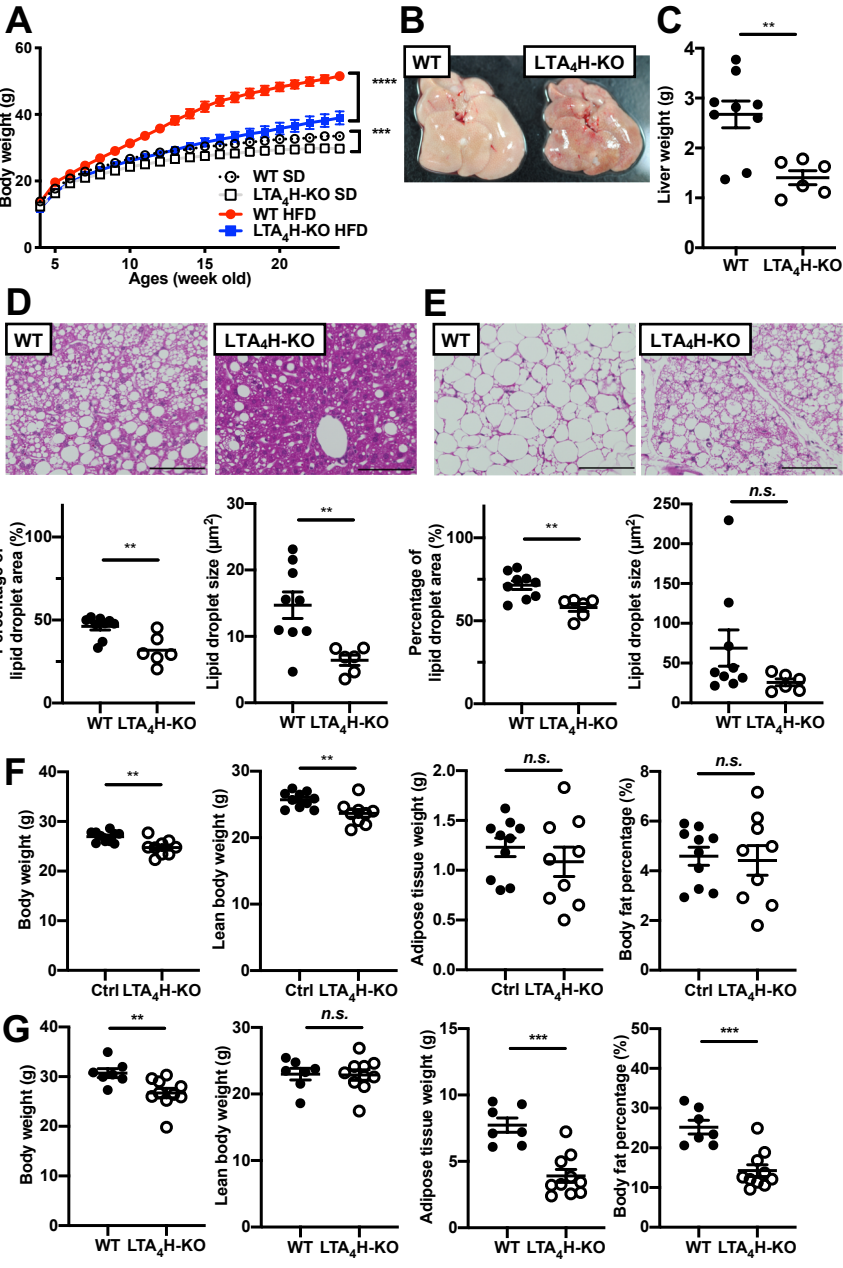 A
Body weight (g)
60
40
20
0
5
10
15
20
Ages (week old)
****
***
WT SD
LTA4H-KO SD
WT HFD
LTA4H-KO HFD
B
WT
LTA4H-KO
C
Liver weight (g)
4
3
2
1
0
**
WT
LTA4H-KO
D
WT
LTA4H-KO
E
WT
LTA4H-KO
Percentage of
lipid droplet area (%)
100
50
0
**
WT LTA4H-KO
Lipid droplet size (µm2)
30
20
10
0
**
WT LTA4H-KO
Percentage of
lipid droplet area (%)
100
50
0
**
WT LTA4H-KO
Lipid droplet size (µm2)
250
200
150
100
50
0
n.s.
WT LTA4H-KO
F
Body weight (g)
40
30
20
10
0
**
Ctrl LTA4H-KO
Lean body weight (g)
30
20
10
0
**
Ctrl LTA4H-KO
Adipose tissue weight (g)
2.0
1.5
1.0
0.5
0.0
n.s.
Ctrl LTA4H-KO
Body fat percentage (%)
8
6
4
2
0
n.s.
Ctrl LTA4H-KO
G
Body weight (g)
40
30
20
10
0
**
WT LTA4H-KO
Lean body weight (g)
30
20
10
0
n.s.
WT LTA4H-KO
Adipose tissue weight (g)
15
10
5
0
***
WT LTA4H-KO
Body fat percentage (%)
50
40
30
20
10
0
***
WT LTA4H-KO